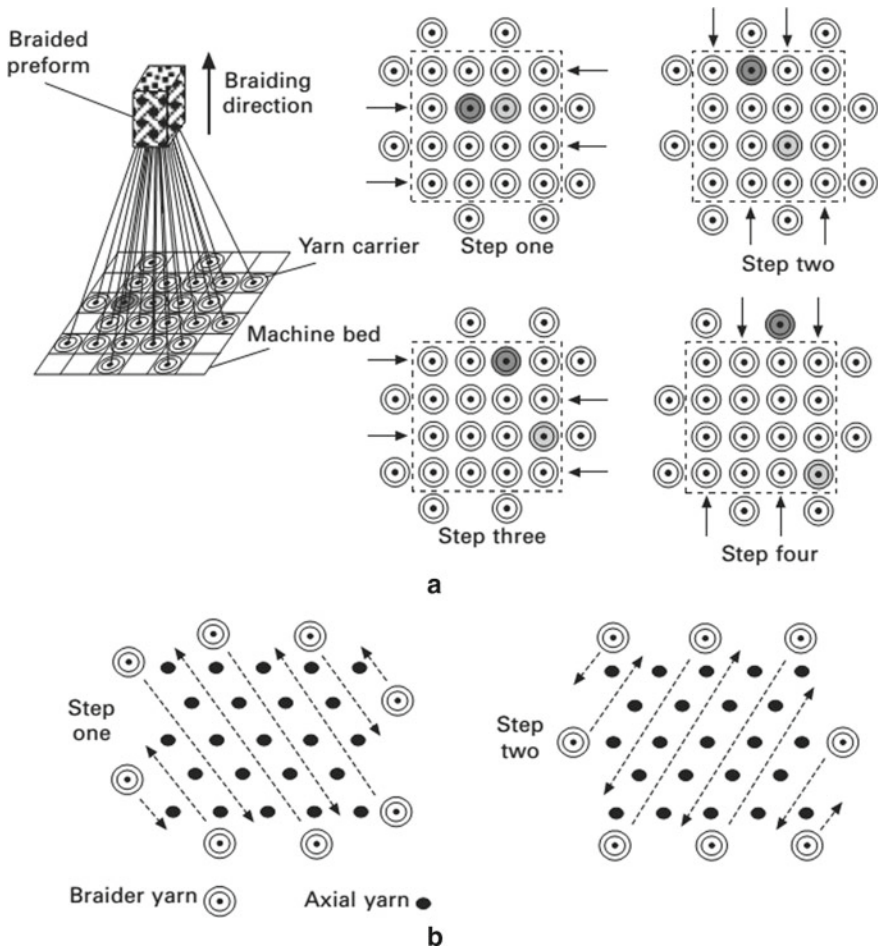 Braided
preform
Braiding
direction
Yarn carrier
Machine bed
Step one
Step two
Step three
Step four
a
Step
one
Step
two
Braider yarn
Axial yarn
b